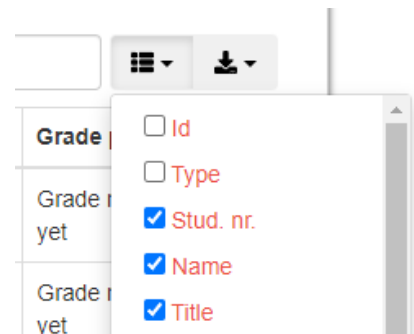 Grade
Grade
yet
Grade
yet
Id
Type
Stud. nr.
Name
Title